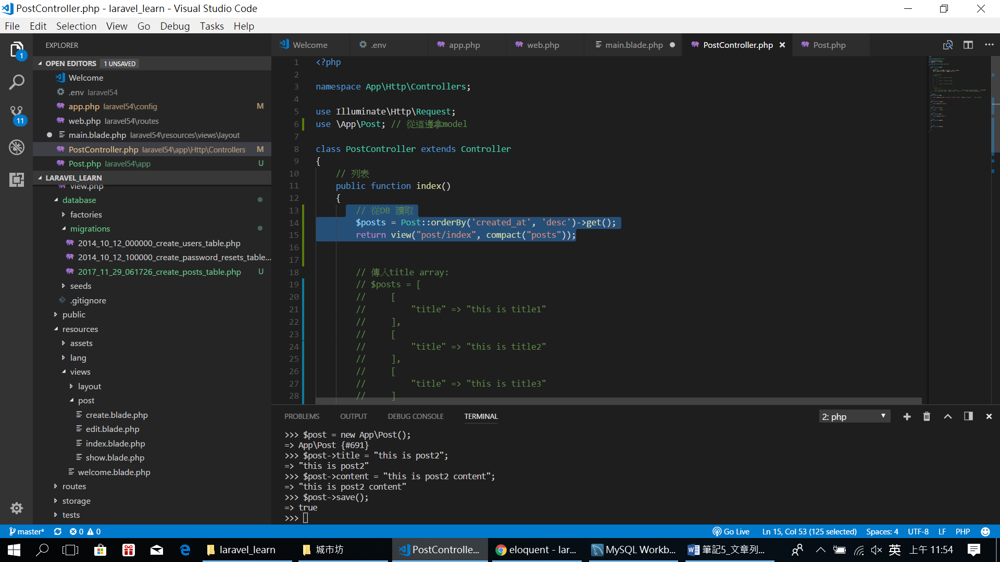 PostController.php - laravel_learn - Visual Studio Code
File Edit Selection View Go Debug Tasks Help
EXPLORER
Welcome .env app.php web.php main.blade.php PostController.php Post.php
OPEN EDITORS 1 UNSAVED
Welcome
.env laravel54
app.php laravel54\config M
web.php laravel54\routes
main.blade.php laravel54\resources\views\layout
PostController.php laravel54\app\Http\Controllers M
Post.php laravel54\app U
LARAVEL_LEARN
view.php
database
factories
migrations
2014_10_12_000000_create_users_table.php
2014_10_12_100000_create_password_resets_table...
2017_11_29_061726_create_posts_table.php U
seeds
.gitignore
public
resources
assets
lang
views
layout
post
create.blade.php
edit.blade.php
index.blade.php
show.blade.php
welcome.blade.php
routes
storage
tests
1
11
1 <?php
2
3 namespace App\Http\Controllers;
4
5 use Illuminate\Http\Request;
6 use \App\Post; // 從這邊拿model
7
8 class PostController extends Controller
9 {
10 // 列表
11 public function index()
12 {
13 // 從DB 讀取
14 $posts = Post::orderBy('created_at', 'desc')->get();
15 return view("post/index", compact("posts"));
16
17
18 // 傳入title array:
19 // $posts = [
20 // [
21 // "title" => "this is title1"
22 // ],
23 // [
24 // "title" => "this is title2"
25 // ],
26 // [
27 // "title" => "this is title3"
28 // ]
PROBLEMS OUTPUT DEBUG CONSOLE TERMINAL 2: php
>>> $post = new App\Post();
=> App\Post {#691}
>>> $post->title = "this is post2";
=> "this is post2"
>>> $post->content = "this is post2 content";
=> "this is post2 content"
>>> $post->save();
=> true
>>>
master* 0 0 Go Live Ln 15, Col 53 (125 selected) Spaces: 4 UTF-8 LF PHP
laravel_learn 城市坊 PostControlle... eloquent - lar... MySQL Workb... 筆記5_文章列... 英 上午 11:54